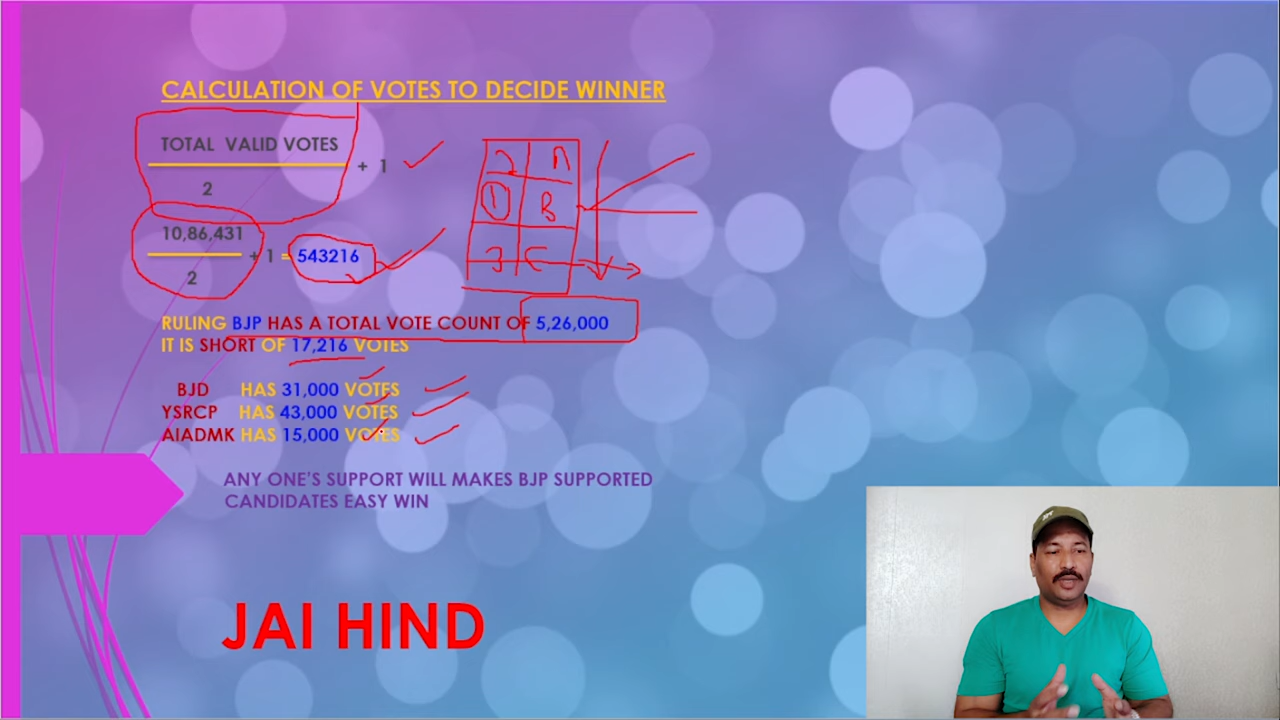 CALCULATION OF VOTES TO DECIDE WINNER
TOTAL VALID VOTES
+ 1
2
10,86,431
+ 1 = 543216
2
2 A
1 B
3 C
RULING BJP HAS A TOTAL VOTE COUNT OF 5,26,000
IT IS SHORT OF 17,216 VOTES
BJD HAS 31,000 VOTES
YSRCP HAS 43,000 VOTES
AIADMK HAS 15,000 VOTES
ANY ONE'S SUPPORT WILL MAKES BJP SUPPORTED
CANDIDATES EASY WIN
JAI HIND